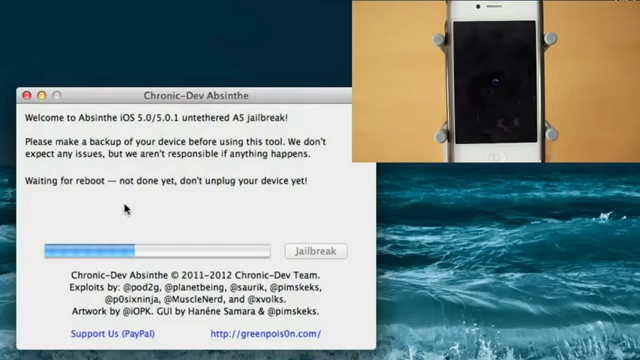 Chronic-Dev Absinthe
Welcome to Absinthe iOS 5.0/5.0.1 untethered A5 jailbreak!
Please make a backup of your device before using this tool. We don't
expect any issues, but we aren't responsible if anything happens.
Waiting for reboot — not done yet, don't unplug your device yet!
Jailbreak
Chronic-Dev Absinthe © 2011-2012 Chronic-Dev Team.
Exploits by: @pod2g, @planetbeing, @saurik, @pimskeks,
@p0sixninja, @MuscleNerd, and @xvolks.
Artwork by @iOPK. GUI by Hanéne Samara & @pimskeks.
Support Us (PayPal)
http://greenpois0n.com/